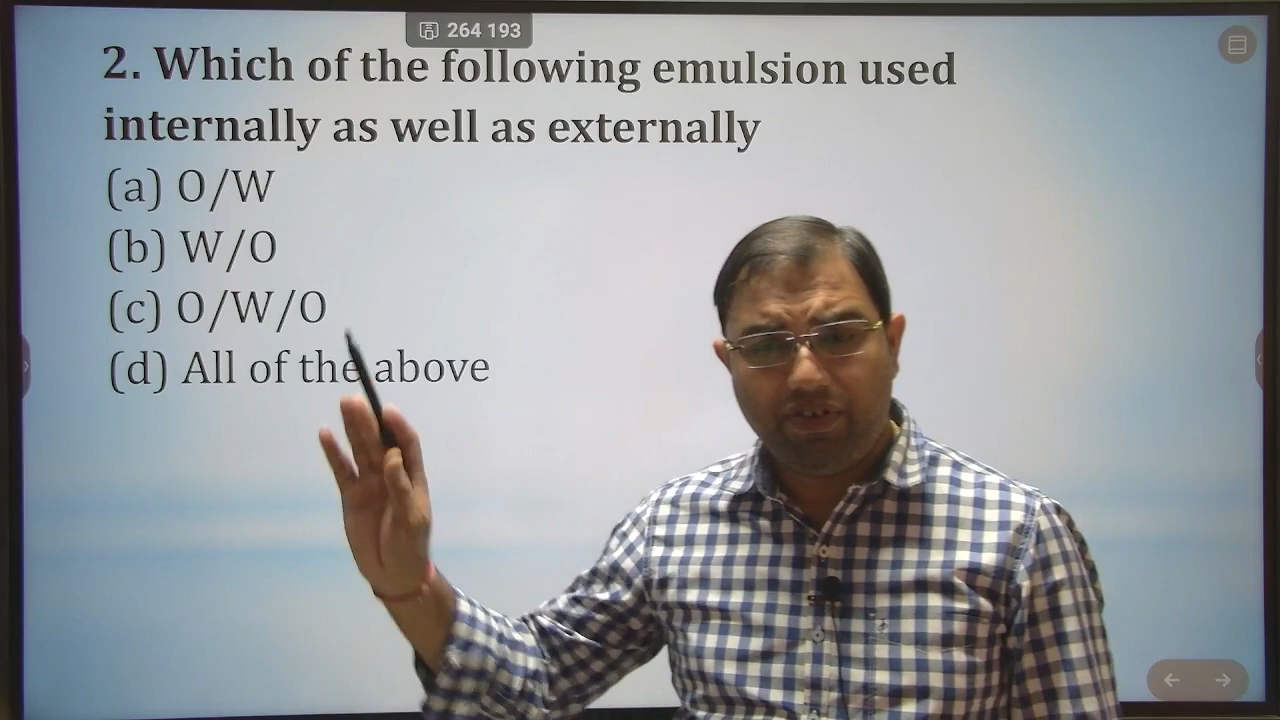 264 193
2. Which of the following emulsion used
internally as well as externally
(a) O/W
(b) W/O
(c) O/W/O
(d) All of the above